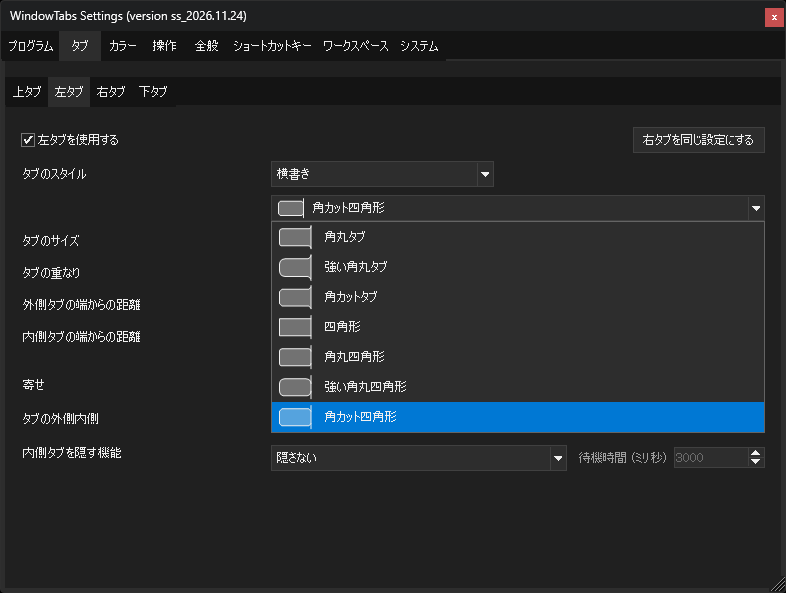 WindowTabs Settings (version ss_2026.11.24)
x
プログラム タブ カラー 操作 全般 ショートカットキー ワークスペース システム
上タブ 左タブ 右タブ 下タブ
左タブを使用する 右タブを同じ設定にする
タブのスタイル 横書き
角カット四角形
タブのサイズ
タブの重なり
外側タブの端からの距離
内側タブの端からの距離
寄せ
タブの外側内側
角丸タブ
強い角丸タブ
角カットタブ
四角形
角丸四角形
強い角丸四角形
角カット四角形
内側タブを隠す機能 隠さない 待機時間 (ミリ秒) 3000